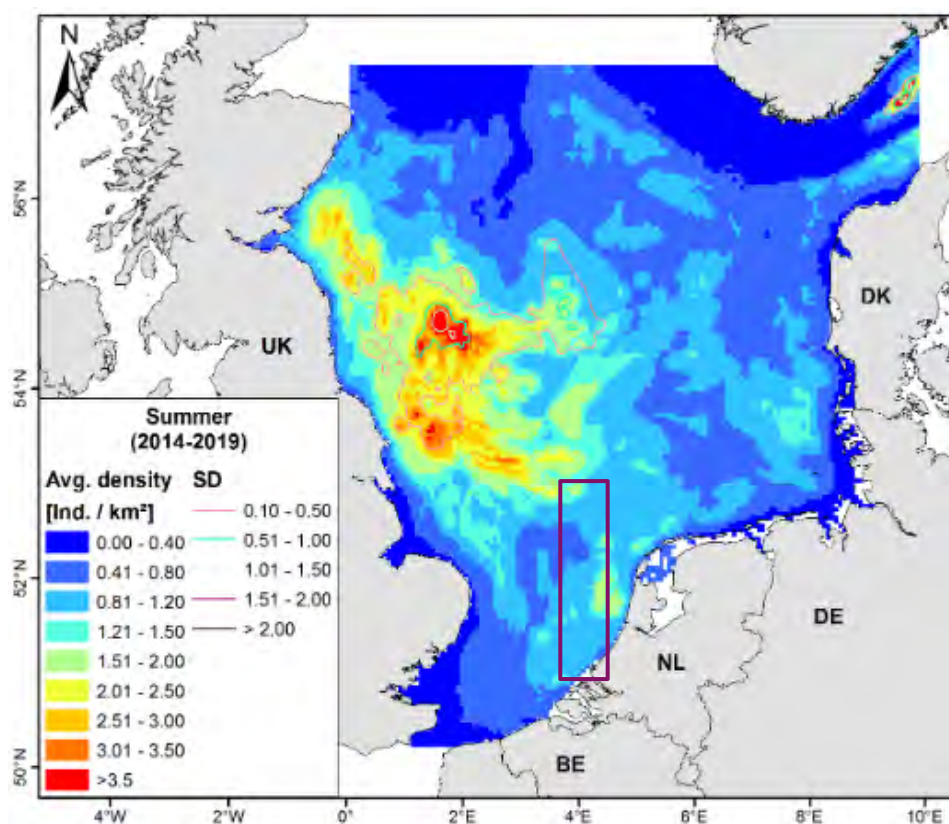 N
56°N
54°N
52°N
50°N
UK
DK
DE
NL
BE
Summer
(2014-2019)
Avg. density SD
[Ind. / km²]
0.00 - 0.40
0.41 - 0.80
0.81 - 1.20
1.21 - 1.50
1.51 - 2.00
2.01 - 2.50
2.51 - 3.00
3.01 - 3.50
>3.5
0.10 - 0.50
0.51 - 1.00
1.01 - 1.50
1.51 - 2.00
> 2.00
4°W 2°W 0° 2°E 4°E 6°E 8°E 10°E